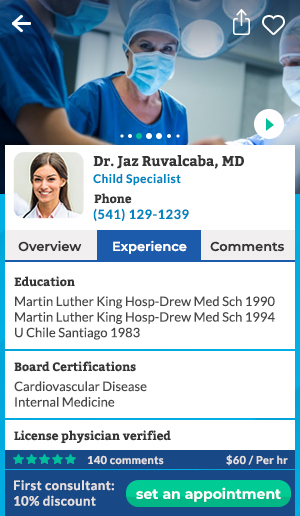 Dr. Jaz Ruvalcaba, MD
Child Specialist
Phone
(541) 129-1239
Overview Experience Comments
Education
Martin Luther King Hosp-Drew Med Sch 1990
Martin Luther King Hosp-Drew Med Sch 1994
U Chile Santiago 1983
Board Certifications
Cardiovascular Disease
Internal Medicine
License physician verified
140 comments $60 / Per hr
First consultant:
10% discount
set an appointment